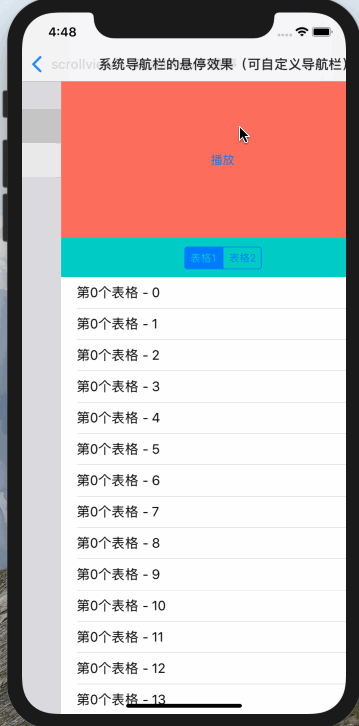 4:48
scrollvi
系统导航栏的悬停效果（可自定义导航栏）
播放
表格1 表格2
第0个表格 - 0
第0个表格 - 1
第0个表格 - 2
第0个表格 - 3
第0个表格 - 4
第0个表格 - 5
第0个表格 - 6
第0个表格 - 7
第0个表格 - 8
第0个表格 - 9
第0个表格 - 10
第0个表格 - 11
第0个表格 - 12
第0个表格 - 13